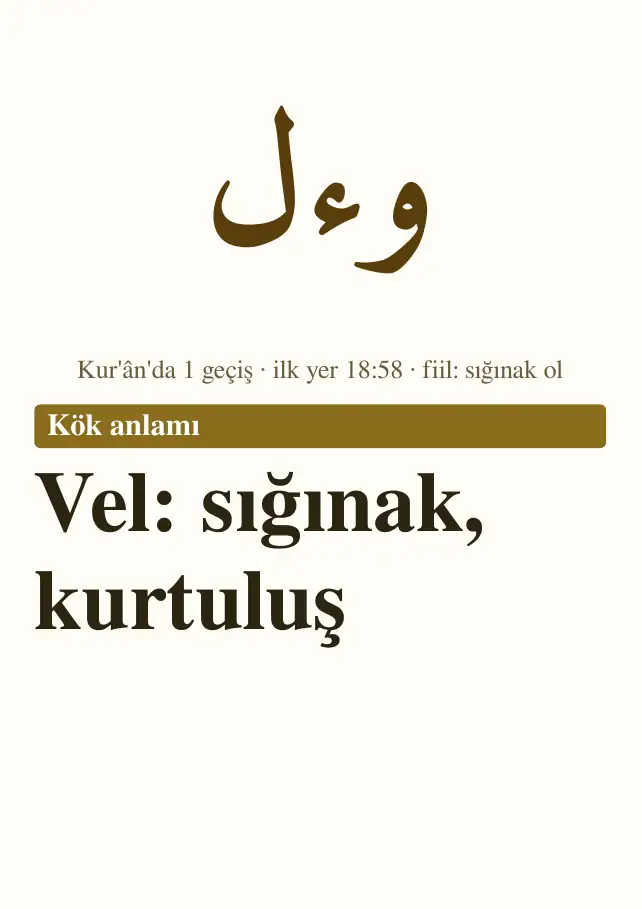 وءل
Kur'ân'da 1 geçiş · ilk yer 18:58 · fiil: sığınak ol
Kök anlamı
Vel: sığınak,
kurtuluş